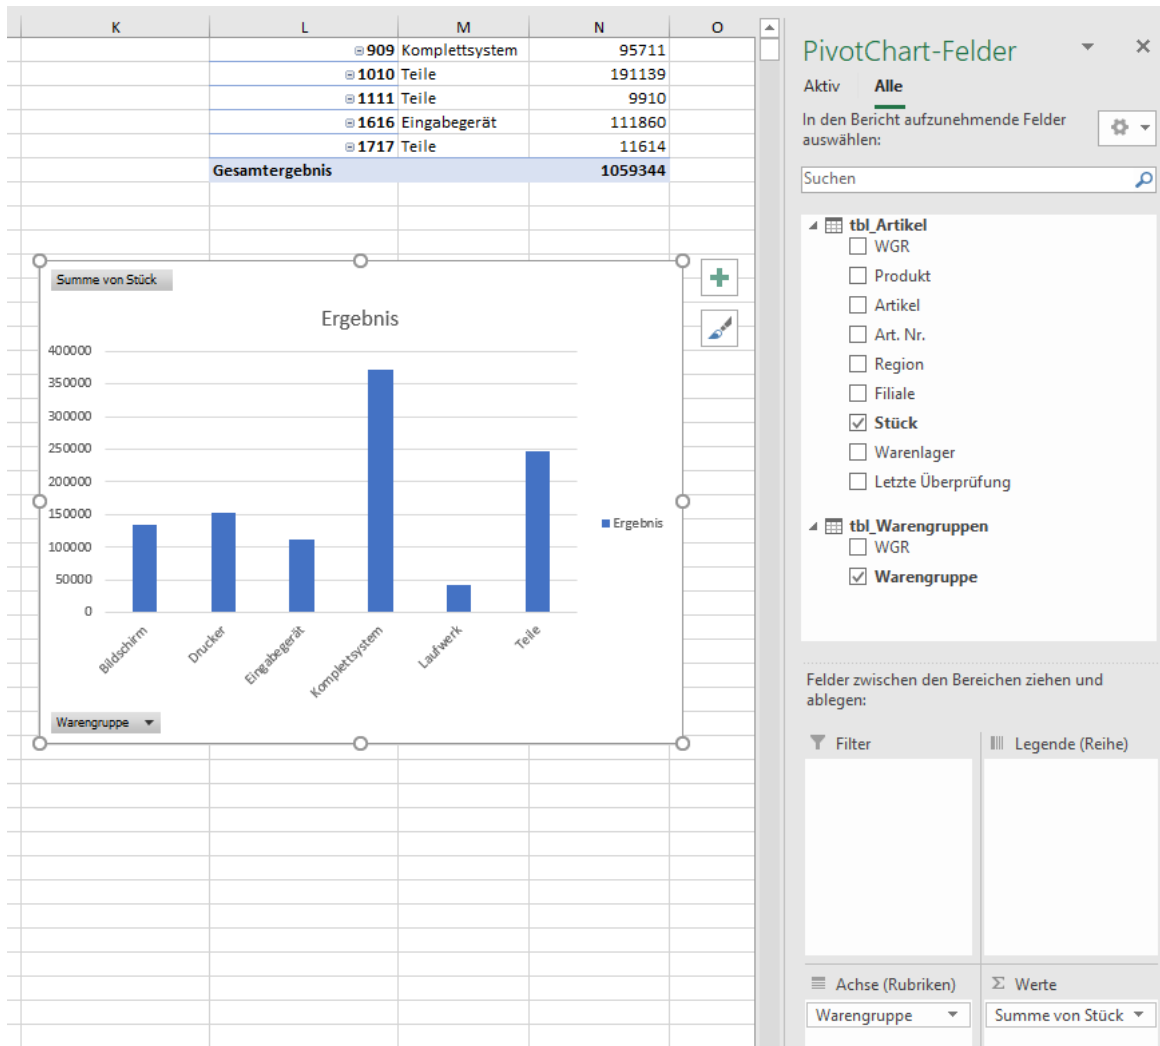 K L M N O
909 Komplettsystem 95711
1010 Teile 191139
1111 Teile 9910
1616 Eingabegerät 111860
1717 Teile 11614
Gesamtergebnis 1059344
Summe von Stück
Ergebnis
400000
350000
300000
250000
200000
150000
100000
50000
0
Bildschirm
Drucker
Eingabegerät
Komplettsystem
Laufwerk
Teile
Ergebnis
Warengruppe
PivotChart-Felder
Aktiv Alle
In den Bericht aufzunehmende Felder
auswählen:
Suchen
tbl_Artikel
WGR
Produkt
Artikel
Art. Nr.
Region
Filiale
Stück
Warenlager
Letzte Überprüfung
tbl_Warengruppen
WGR
Warengruppe
Felder zwischen den Bereichen ziehen und
ablegen:
Filter
Legende (Reihe)
Achse (Rubriken)
Σ Werte
Warengruppe
Summe von Stück